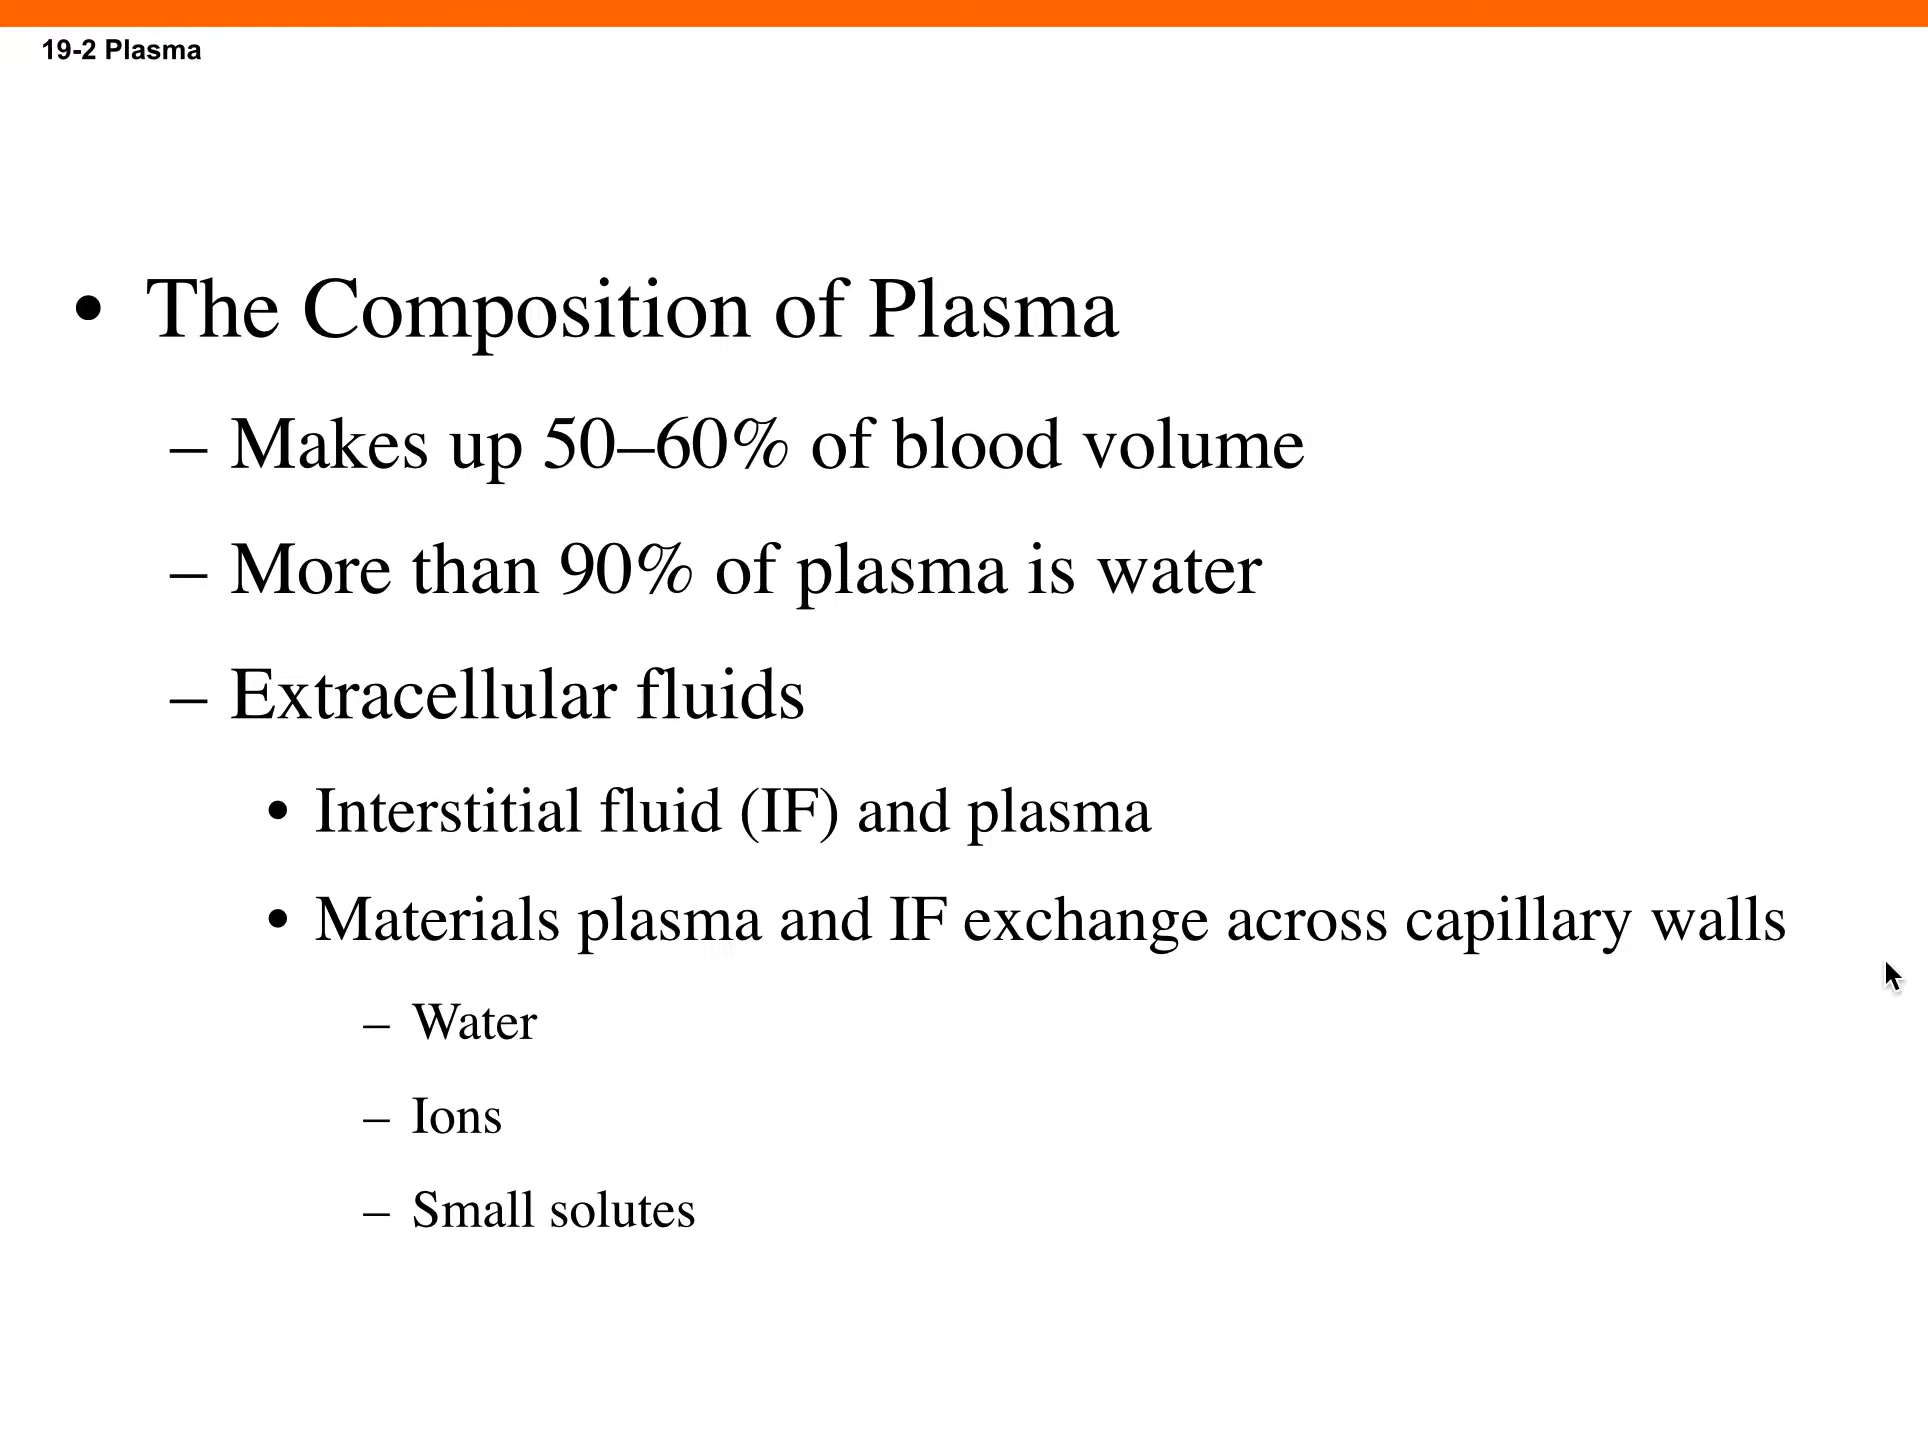 19-2 Plasma
• The Composition of Plasma
– Makes up 50–60% of blood volume
– More than 90% of plasma is water
– Extracellular fluids
• Interstitial fluid (IF) and plasma
• Materials plasma and IF exchange across capillary walls
– Water
– Ions
– Small solutes